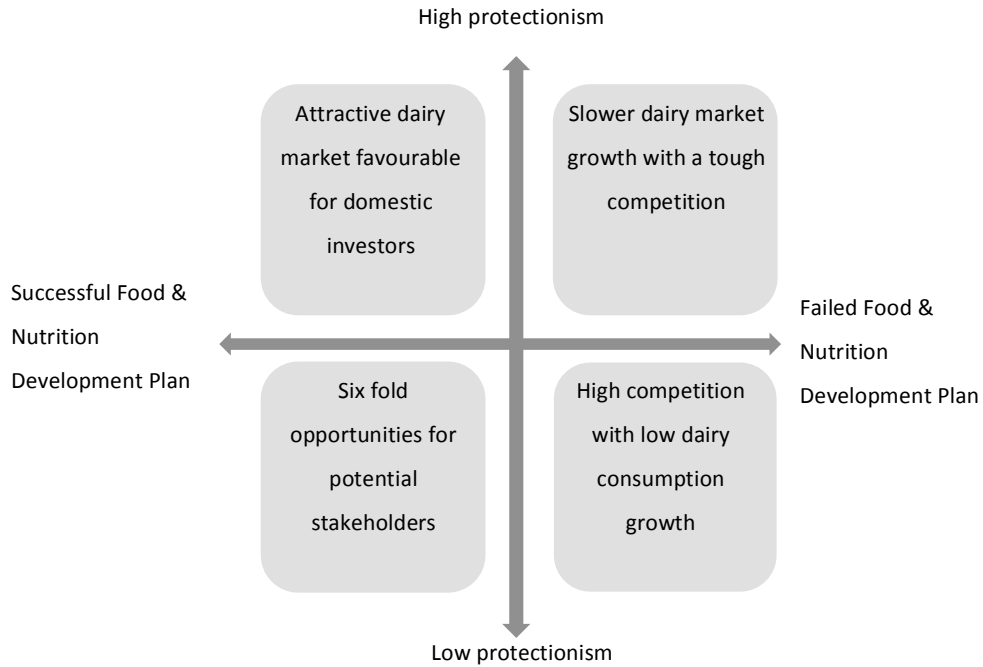 High protectionism
Attractive dairy
market favourable
for domestic
investors
Slower dairy market
growth with a tough
competition
Successful Food &
Nutrition
Development Plan
Failed Food &
Nutrition
Development Plan
Six fold
opportunities for
potential
stakeholders
High competition
with low dairy
consumption
growth
Low protectionism